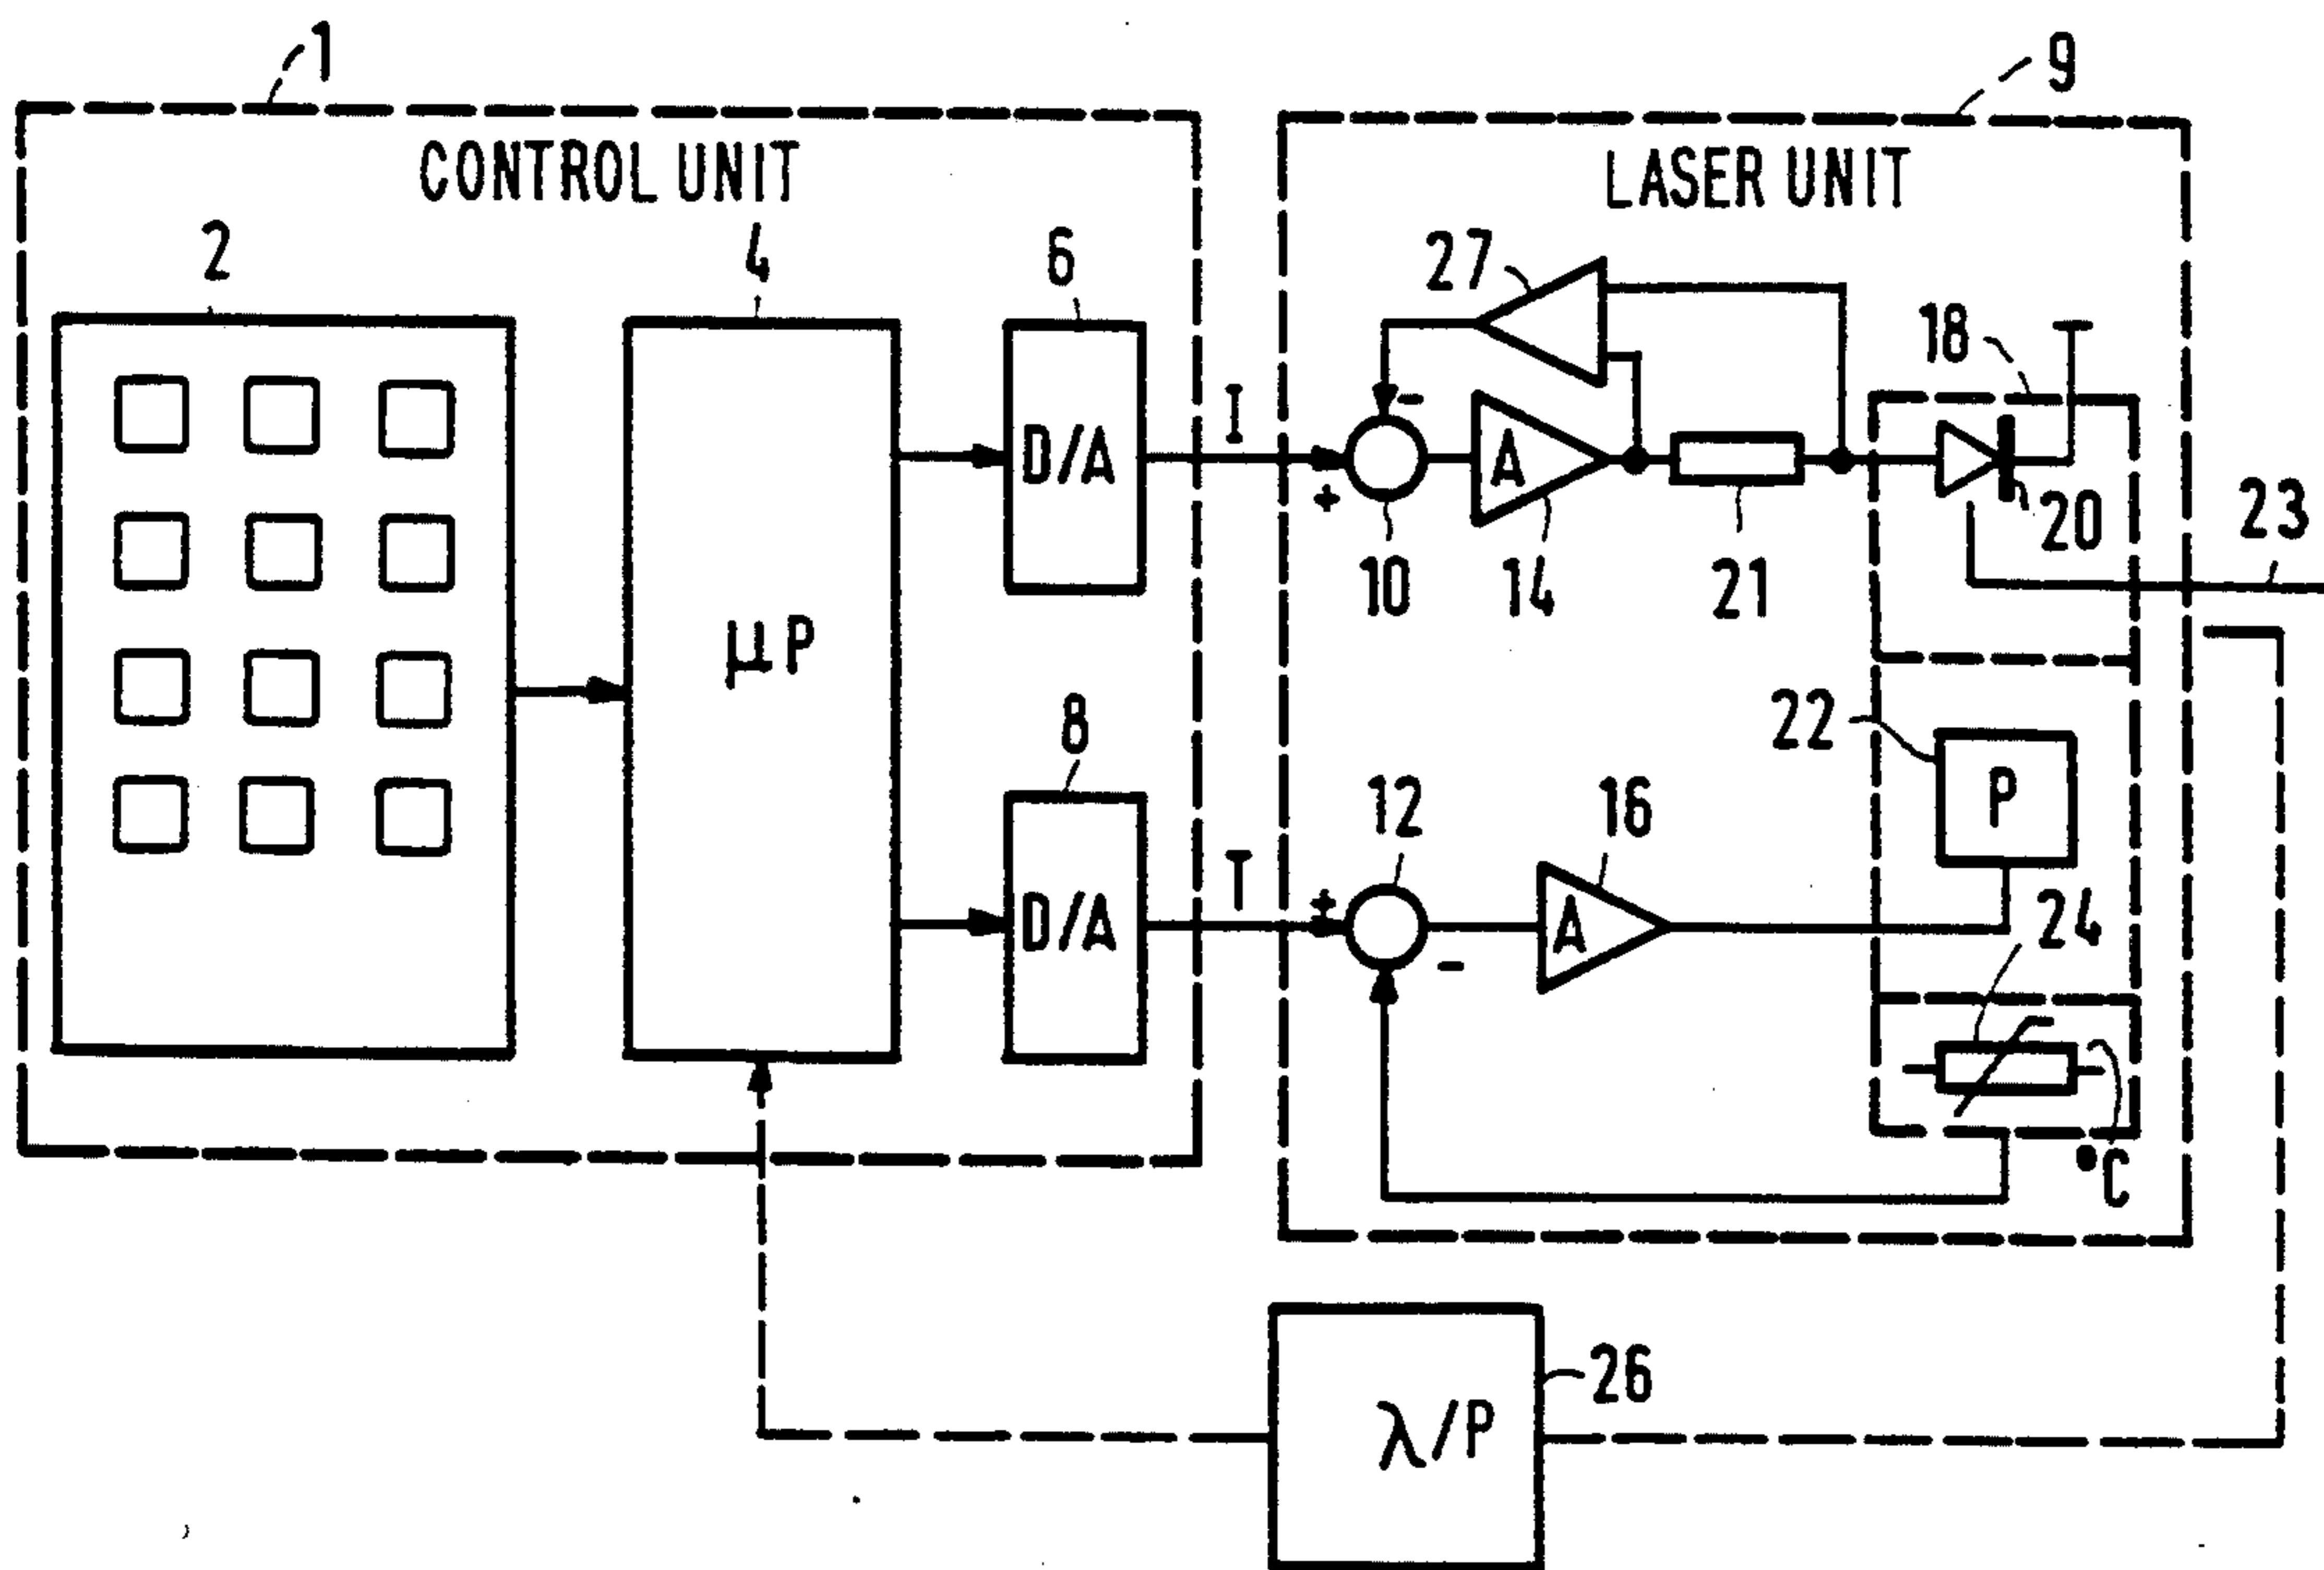 1
9
CONTROL UNIT
LASER UNIT
2
4
6
27
18
I
-
D/A
+
A
20
23
10
14
21
μP
8
22
P
12
16
24
T
+
D/A
-
A
°C
26
λ/P